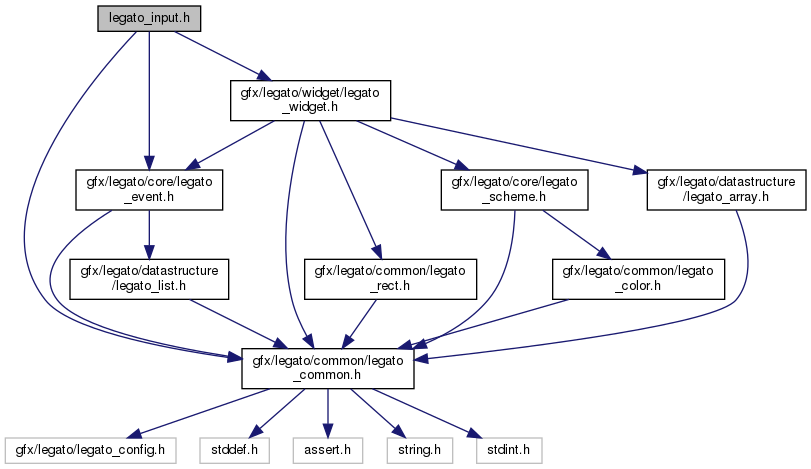 legato_input.h
gfx/legato/widget/legato
_widget.h
gfx/legato/core/legato
_event.h
gfx/legato/core/legato
_scheme.h
gfx/legato/datastructure
/legato_array.h
gfx/legato/datastructure
/legato_list.h
gfx/legato/common/legato
_rect.h
gfx/legato/common/legato
_color.h
gfx/legato/common/legato
_common.h
gfx/legato/legato_config.h
stddef.h
assert.h
string.h
stdint.h